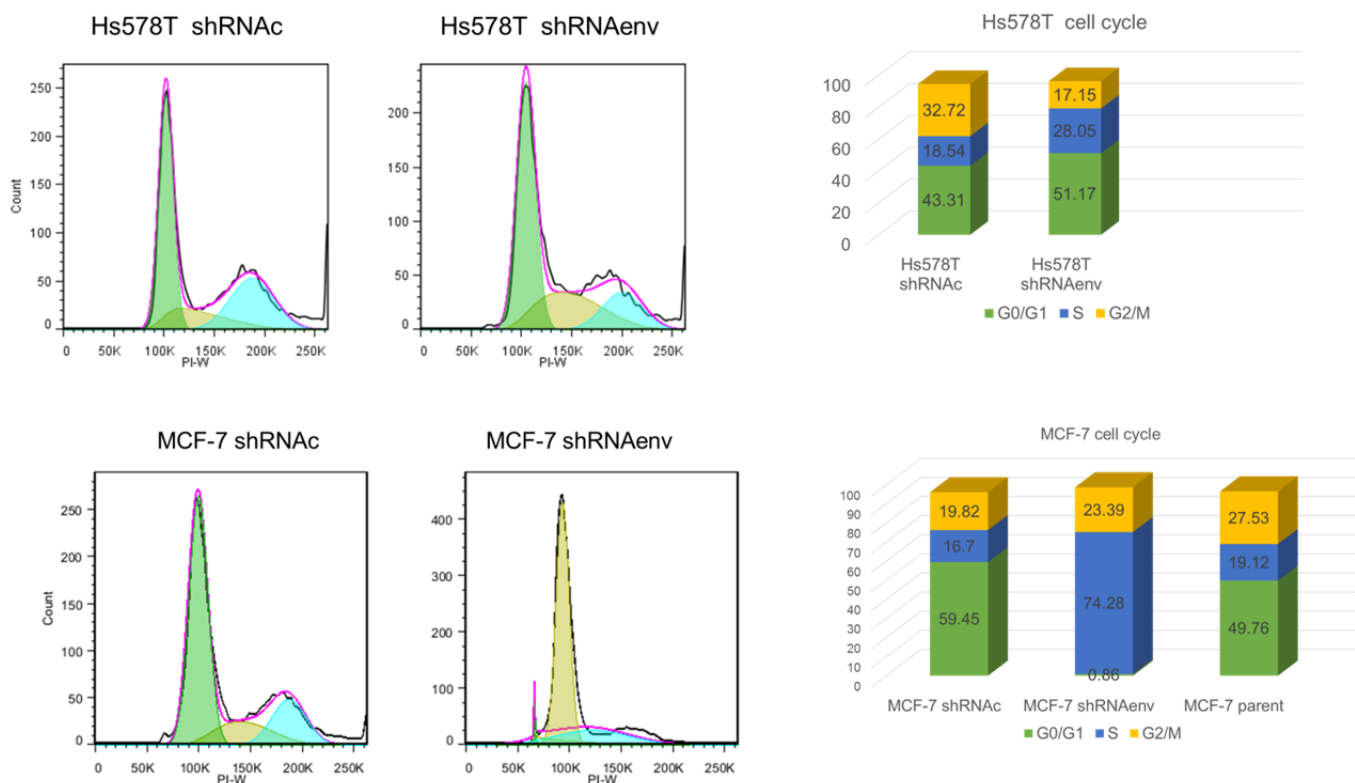 Hs578T shRNAc
Hs578T shRNAenv
Hs578T cell cycle
250
200
150
100
50
0
Count
0 50K 100K 150K 200K 250K
PI-W
200
150
100
50
0
0 50K 100K 150K 200K 250K
PI-W
100
80
60
40
20
0
32.72
18.54
43.31
17.15
28.05
51.17
Hs578T
shRNAc
Hs578T
shRNAenv
G0/G1 S G2/M
MCF-7 shRNAc
MCF-7 shRNAenv
MCF-7 cell cycle
250
200
150
100
50
0
Count
0 50K 100K 150K 200K 250K
PI-W
400
300
200
100
0
0 50K 100K 150K 200K 250K
PI-W
100
90
80
70
60
50
40
30
20
10
0
19.82
16.7
59.45
23.39
74.28
0.86
27.53
19.12
49.76
MCF-7 shRNAc
MCF-7 shRNAenv
MCF-7 parent
G0/G1 S G2/M